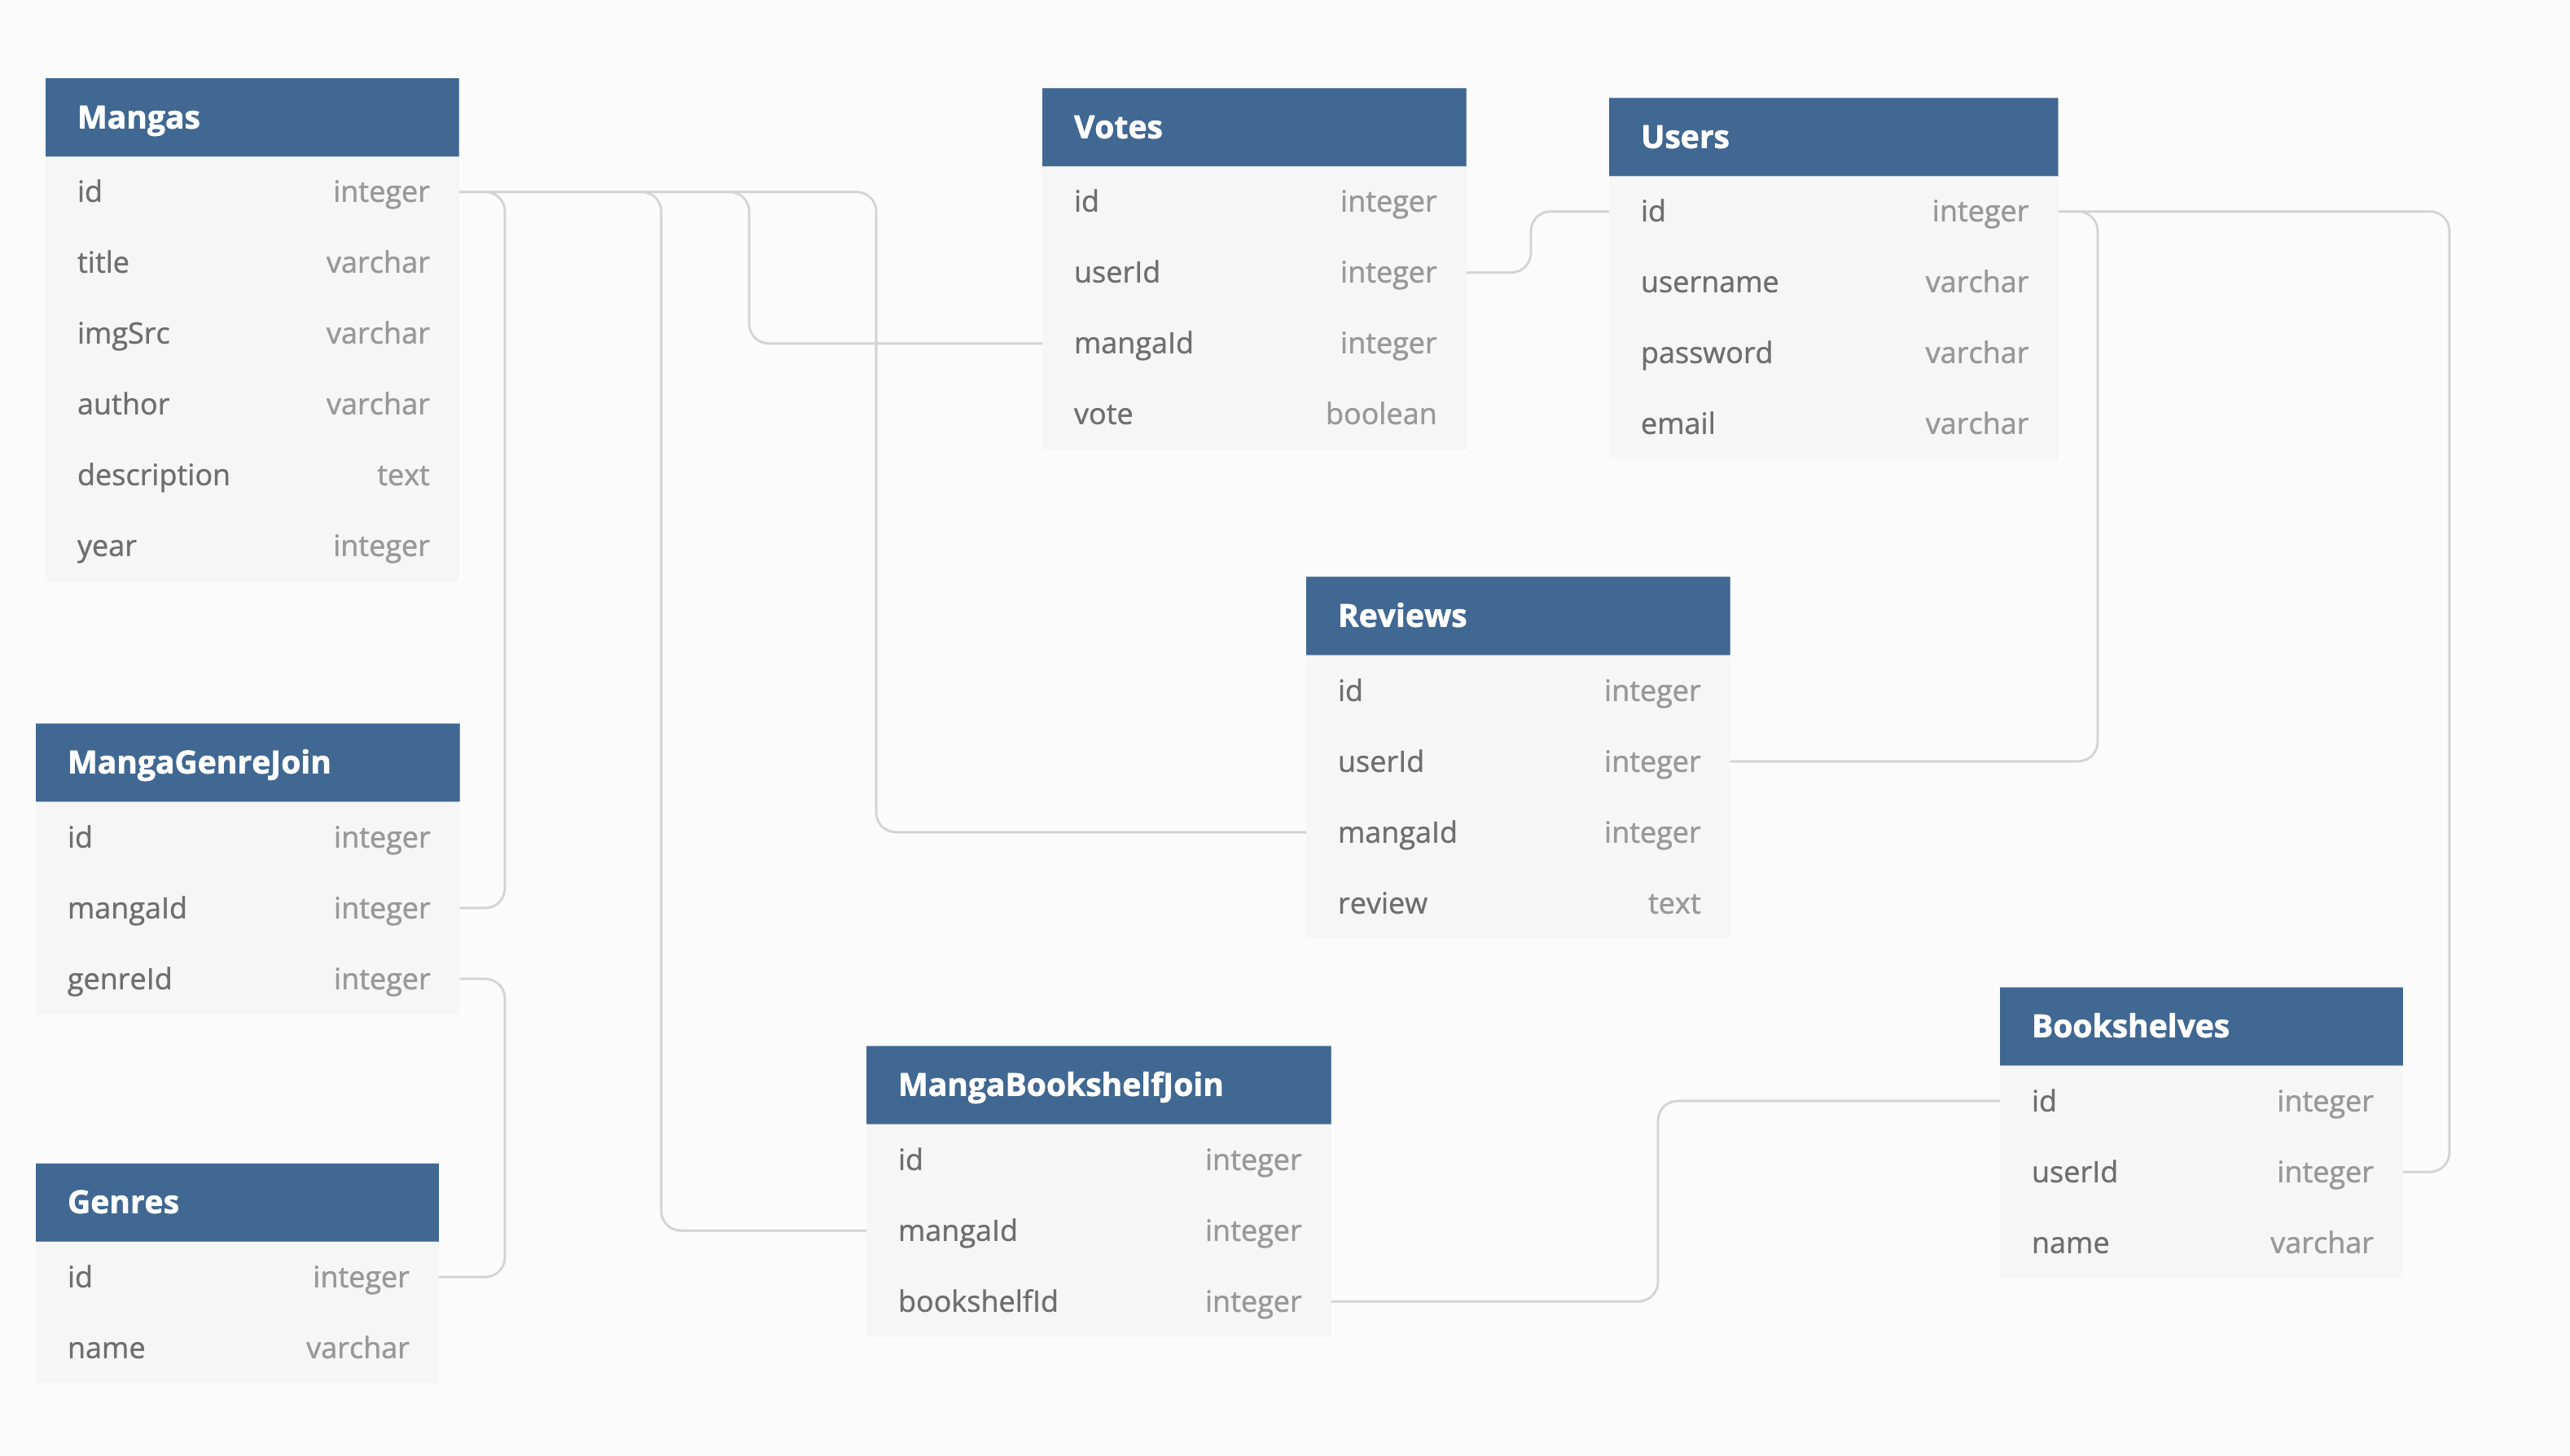 Mangas
id integer
title varchar
imgSrc varchar
author varchar
description text
year integer
Votes
id integer
userId integer
mangaId integer
vote boolean
Users
id integer
username varchar
password varchar
email varchar
Reviews
id integer
userId integer
mangaId integer
review text
MangaGenreJoin
id integer
mangaId integer
genreId integer
Genres
id integer
name varchar
MangaBookshelfJoin
id integer
mangaId integer
bookshelfId integer
Bookshelves
id integer
userId integer
name varchar